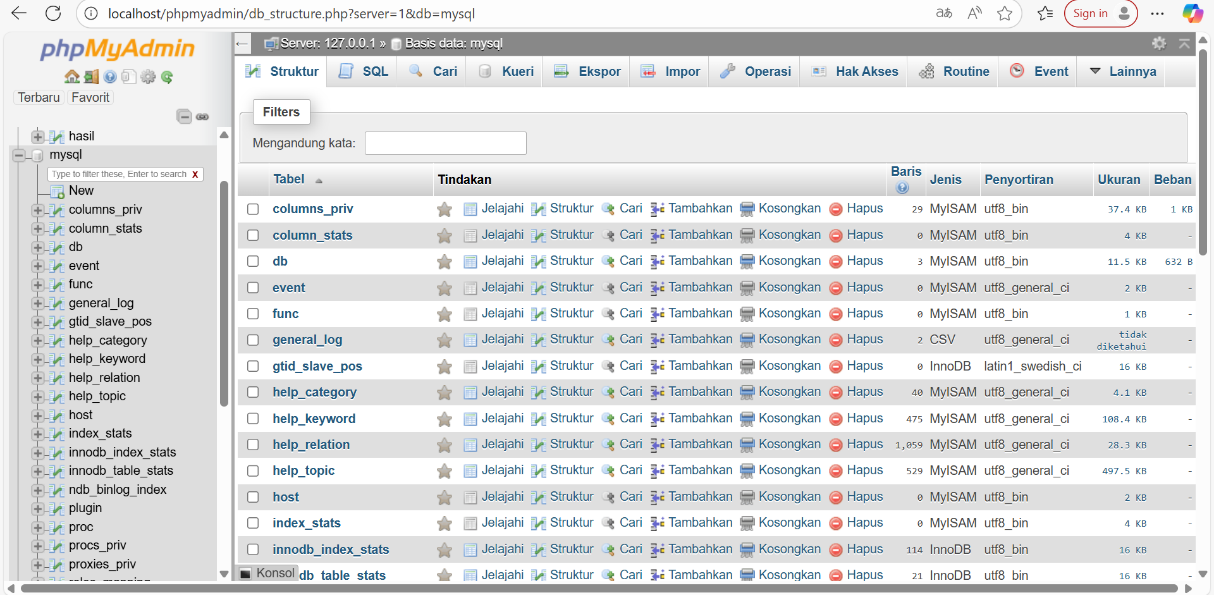 localhost/phpmyadmin/db_structure.php?server=1&db=mysql
Sign in
phpMyAdmin
Terbaru Favorit
hasil
mysql
Type to filter these, Enter to search X
New
columns_priv
column_stats
db
event
func
general_log
gtid_slave_pos
help_category
help_keyword
help_relation
help_topic
host
index_stats
innodb_index_stats
innodb_table_stats
ndb_binlog_index
plugin
proc
procs_priv
proxies_priv
Server: 127.0.0.1 » Basis data: mysql
Struktur SQL Cari Kueri Ekspor Impor Operasi Hak Akses Routine Event Lainnya
Filters
Mengandung kata:
Tabel Tindakan Baris Jenis Penyortiran Ukuran Beban
columns_priv Jelajahi Struktur Cari Tambahkan Kosongkan Hapus 29 MyISAM utf8_bin 37.4 KB 1 KB
column_stats Jelajahi Struktur Cari Tambahkan Kosongkan Hapus 0 MyISAM utf8_bin 4 KB -
db Jelajahi Struktur Cari Tambahkan Kosongkan Hapus 3 MyISAM utf8_bin 11.5 KB 632 B
event Jelajahi Struktur Cari Tambahkan Kosongkan Hapus 0 MyISAM utf8_general_ci 2 KB -
func Jelajahi Struktur Cari Tambahkan Kosongkan Hapus 0 MyISAM utf8_bin 1 KB -
general_log Jelajahi Struktur Cari Tambahkan Kosongkan Hapus 2 CSV utf8_general_ci tidak diketahui -
gtid_slave_pos Jelajahi Struktur Cari Tambahkan Kosongkan Hapus 0 InnoDB latin1_swedish_ci 16 KB -
help_category Jelajahi Struktur Cari Tambahkan Kosongkan Hapus 40 MyISAM utf8_general_ci 4.1 KB -
help_keyword Jelajahi Struktur Cari Tambahkan Kosongkan Hapus 475 MyISAM utf8_general_ci 108.4 KB -
help_relation Jelajahi Struktur Cari Tambahkan Kosongkan Hapus 1,059 MyISAM utf8_general_ci 28.3 KB -
help_topic Jelajahi Struktur Cari Tambahkan Kosongkan Hapus 529 MyISAM utf8_general_ci 497.5 KB -
host Jelajahi Struktur Cari Tambahkan Kosongkan Hapus 0 MyISAM utf8_bin 2 KB -
index_stats Jelajahi Struktur Cari Tambahkan Kosongkan Hapus 0 MyISAM utf8_bin 4 KB -
innodb_index_stats Jelajahi Struktur Cari Tambahkan Kosongkan Hapus 114 InnoDB utf8_bin 16 KB -
db_table_stats Jelajahi Struktur Cari Tambahkan Kosongkan Hapus 21 InnoDB utf8_bin 16 KB -
Konsol